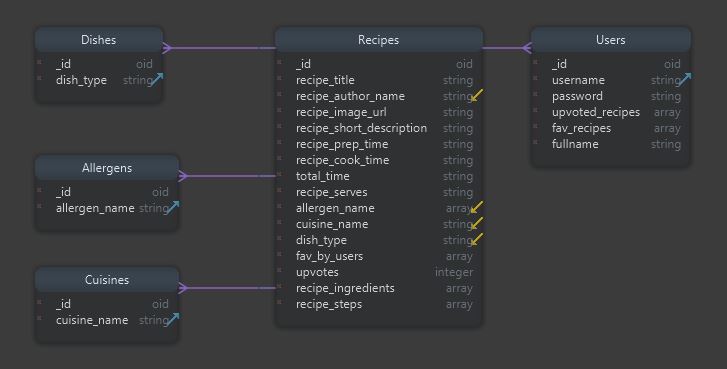 Dishes
_id oid
dish_type string
Allergens
_id oid
allergen_name string
Cuisines
_id oid
cuisine_name string
Recipes
_id oid
recipe_title string
recipe_author_name string
recipe_image_url string
recipe_short_description string
recipe_prep_time string
recipe_cook_time string
total_time string
recipe_serves string
allergen_name array
cuisine_name string
dish_type string
fav_by_users array
upvotes integer
recipe_ingredients array
recipe_steps array
Users
_id oid
username string
password string
upvoted_recipes array
fav_recipes array
fullname string